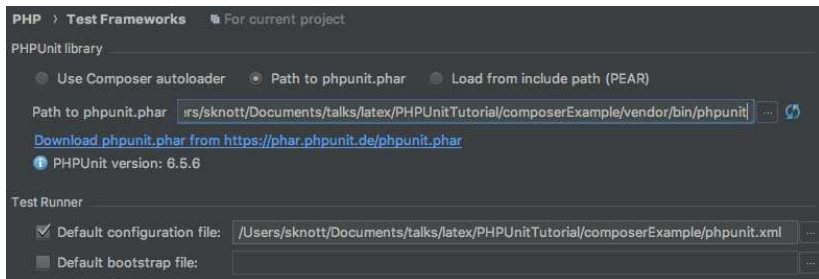 PHP › Test Frameworks For current project
PHPUnit library
Use Composer autoloader Path to phpunit.phar Load from include path (PEAR)
Path to phpunit.phar ırs/sknott/Documents/talks/latex/PHPUnitTutorial/composerExample/vendor/bin/phpunit ...
Download phpunit.phar from https://phar.phpunit.de/phpunit.phar
PHPUnit version: 6.5.6
Test Runner
Default configuration file: /Users/sknott/Documents/talks/latex/PHPUnitTutorial/composerExample/phpunit.xml ...
Default bootstrap file: ...